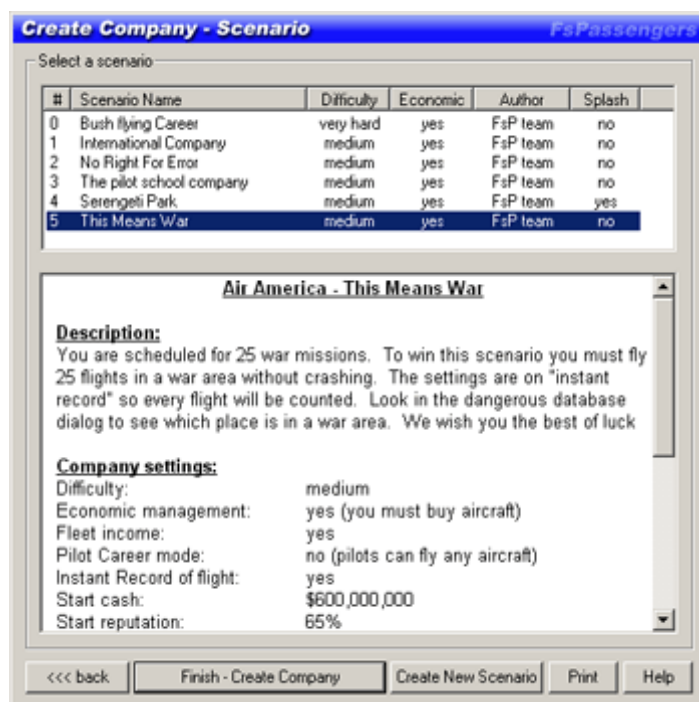 Create Company - Scenario
FsPassengers
Select a scenario
# Scenario Name Difficulty Economic Author Splash
0 Bush flying Career very hard yes FsP team no
1 International Company medium yes FsP team no
2 No Right For Error medium yes FsP team no
3 The pilot school company medium yes FsP team no
4 Serengeti Park medium yes FsP team yes
5 This Means War medium yes FsP team no
Air America - This Means War
Description:
You are scheduled for 25 war missions. To win this scenario you must fly
25 flights in a war area without crashing. The settings are on "instant
record" so every flight will be counted. Look in the dangerous database
dialog to see which place is in a war area. We wish you the best of luck
Company settings:
Difficulty: medium
Economic management: yes (you must buy aircraft)
Fleet income: yes
Pilot Career mode: no (pilots can fly any aircraft)
Instant Record of flight: yes
Start cash: $600,000,000
Start reputation: 65%
<<< back Finish - Create Company Create New Scenario Print Help